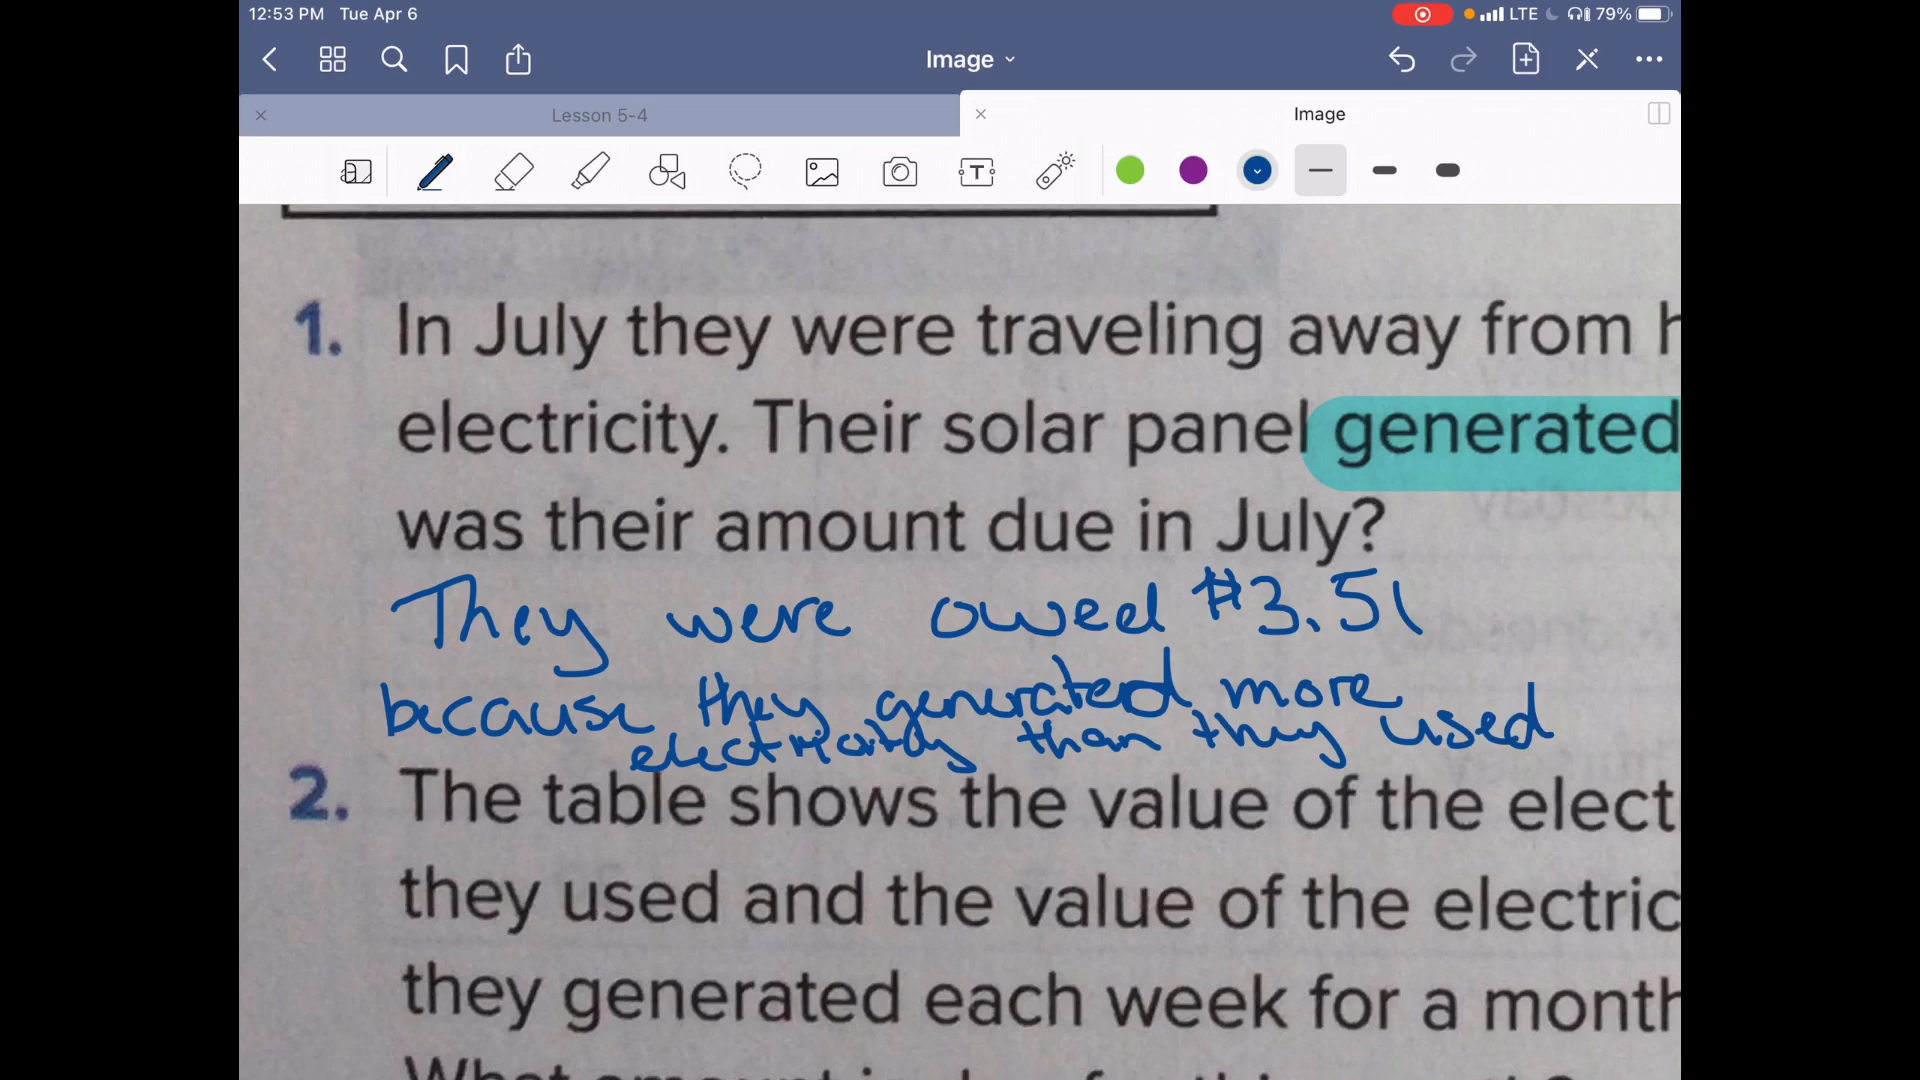 12:53 PM Tue Apr 6 LTE 79%
Image
Lesson 5-4 Image
1. In July they were traveling away from h
electricity. Their solar panel generated
was their amount due in July?
They were owed $3.51
because they generated more
electricity than they used
2. The table shows the value of the elect
they used and the value of the electric
they generated each week for a month